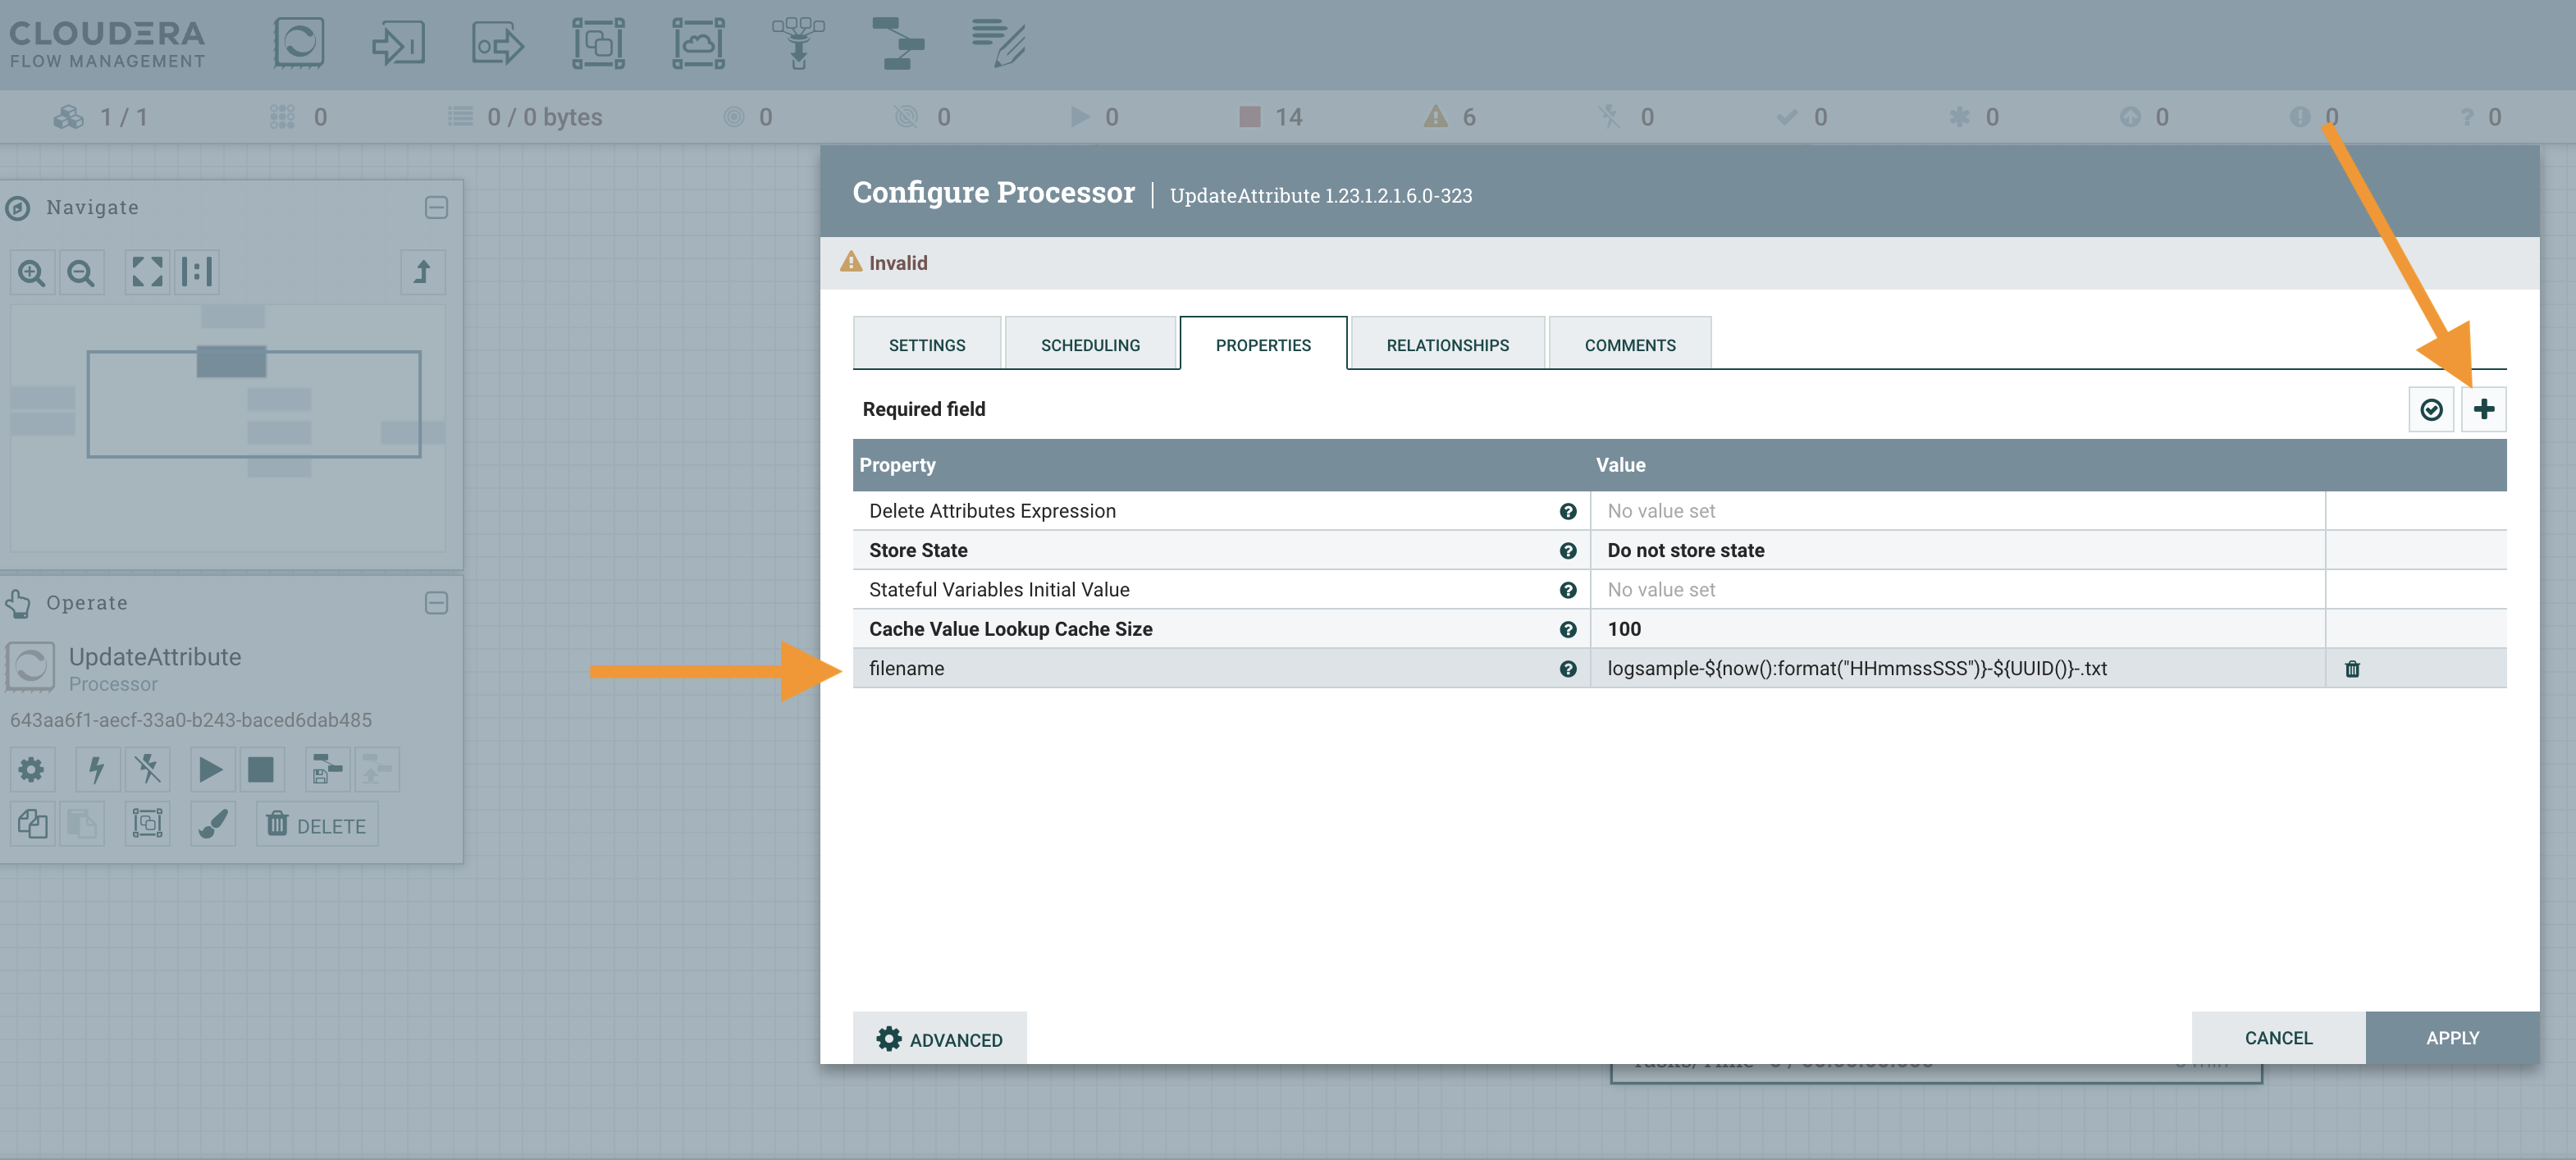 CLOUDERA
FLOW MANAGEMENT
1 / 1 0 0 / 0 bytes 0 0 0 14 6 0 0 0 0 0 ? 0
Navigate
Operate
UpdateAttribute
Processor
643aa6f1-aecf-33a0-b243-baced6dab485
DELETE
Configure Processor | UpdateAttribute 1.23.1.2.1.6.0-323
Invalid
SETTINGS SCHEDULING PROPERTIES RELATIONSHIPS COMMENTS
Required field
Property Value
Delete Attributes Expression ? No value set
Store State ? Do not store state
Stateful Variables Initial Value ? No value set
Cache Value Lookup Cache Size ? 100
filename ? logsample-${now():format("HHmmssSSS")}-${UUID()}-.txt
ADVANCED CANCEL APPLY